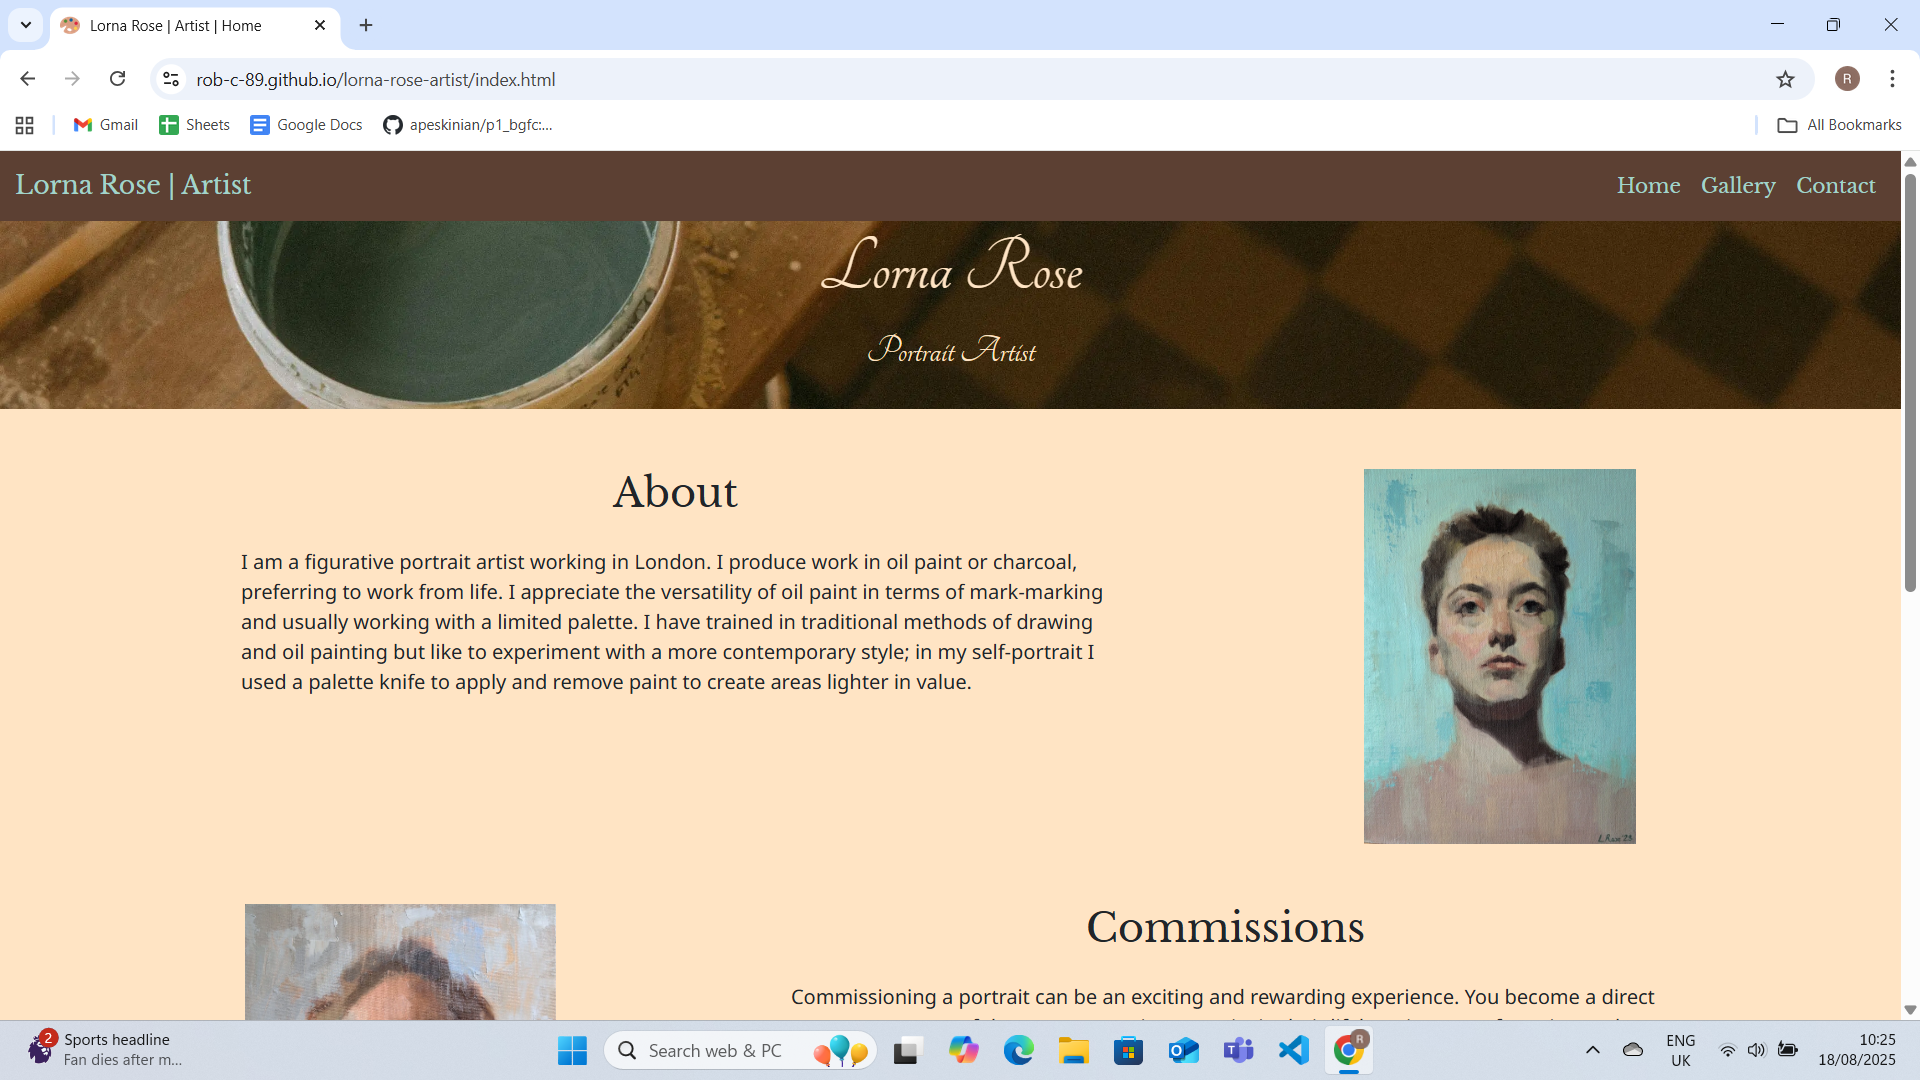 Lorna Rose | Artist | Home
rob-c-89.github.io/lorna-rose-artist/index.html
R
Gmail
Sheets
Google Docs
apeskinian/p1_bgfc:...
All Bookmarks
Lorna Rose | Artist
Home
Gallery
Contact
Lorna Rose
Portrait Artist
About
I am a figurative portrait artist working in London. I produce work in oil paint or charcoal,
preferring to work from life. I appreciate the versatility of oil paint in terms of mark-marking
and usually working with a limited palette. I have trained in traditional methods of drawing
and oil painting but like to experiment with a more contemporary style; in my self-portrait I
used a palette knife to apply and remove paint to create areas lighter in value.
Commissions
Commissioning a portrait can be an exciting and rewarding experience. You become a direct
2
Sports headline
Fan dies after m...
Search web & PC
R
ENG
UK
10:25
18/08/2025